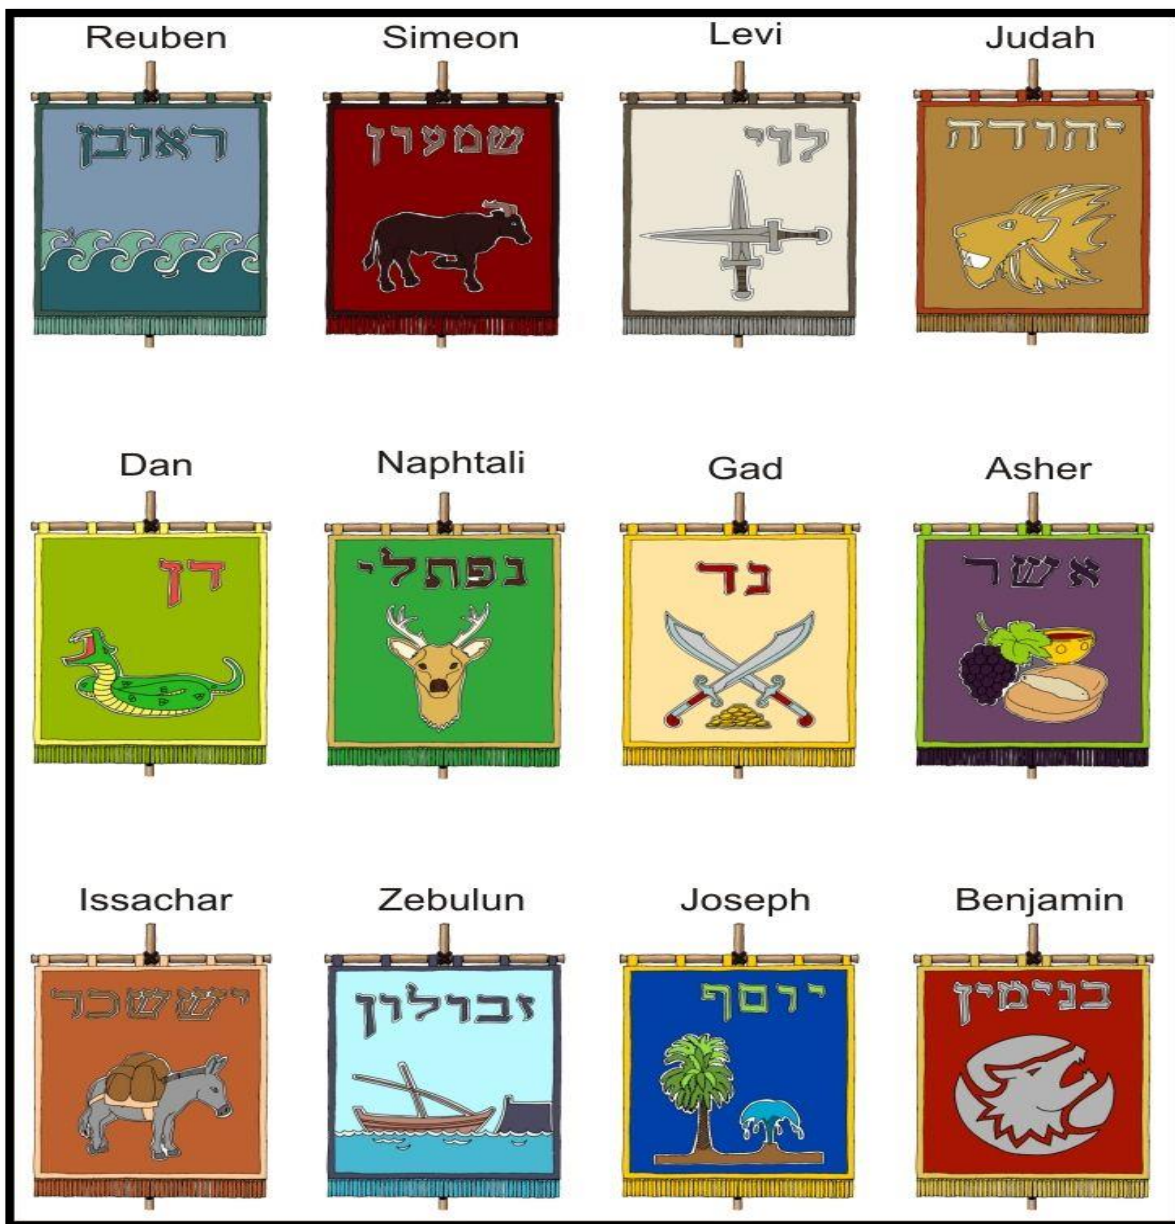 Reuben
ראובן
Simeon
שמעון
Levi
לוי
Judah
יהודה
Dan
דן
Naphtali
נפתלי
Gad
גד
Asher
אשר
Issachar
יששכר
Zebulun
זבולון
Joseph
יוסף
Benjamin
בנימין